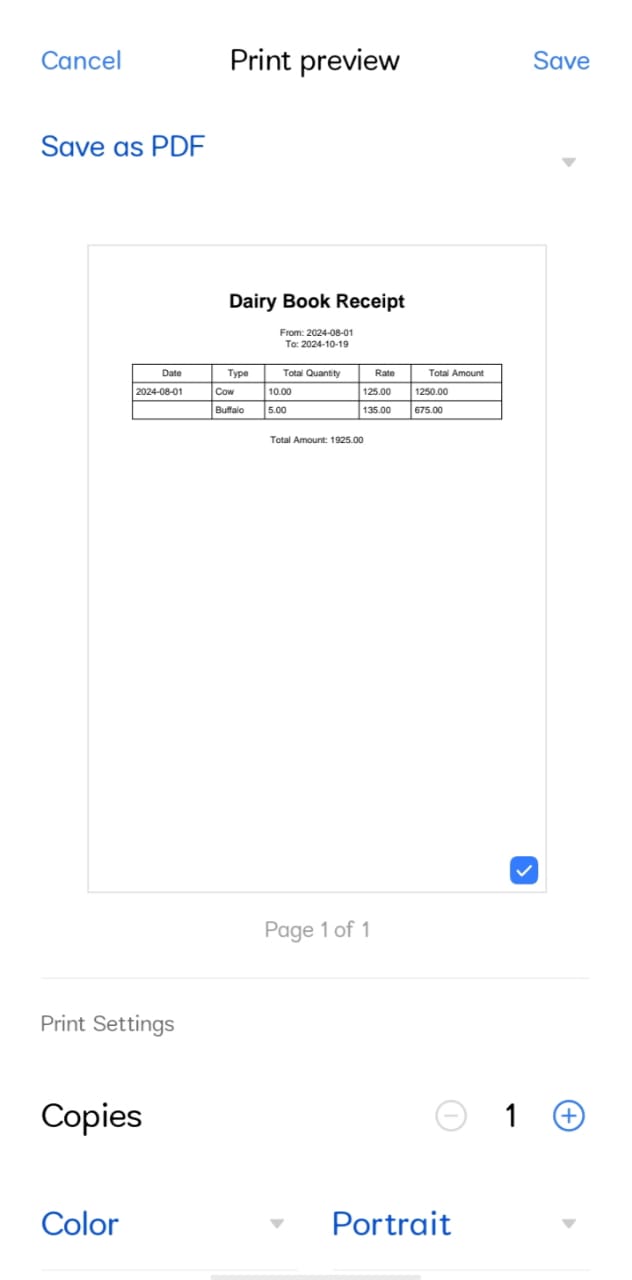 Cancel Print preview Save
Save as PDF
Dairy Book Receipt
From: 2024-08-01
To: 2024-10-19
Date Type Total Quantity Rate Total Amount
2024-08-01 Cow 10.00 125.00 1250.00
Buffalo 5.00 135.00 675.00
Total Amount: 1925.00
Page 1 of 1
Print Settings
Copies 1
Color Portrait